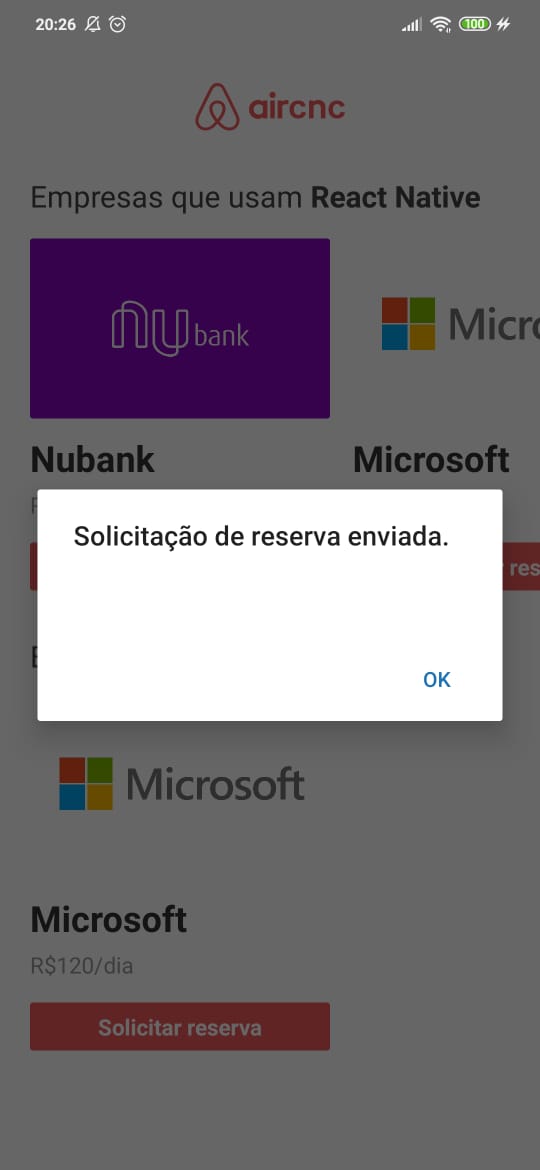 20:26
100
aircnc
Empresas que usam React Native
nu bank
Micro
Nubank
Microsoft
res
Solicitação de reserva enviada.
OK
Microsoft
Microsoft
R$120/dia
Solicitar reserva